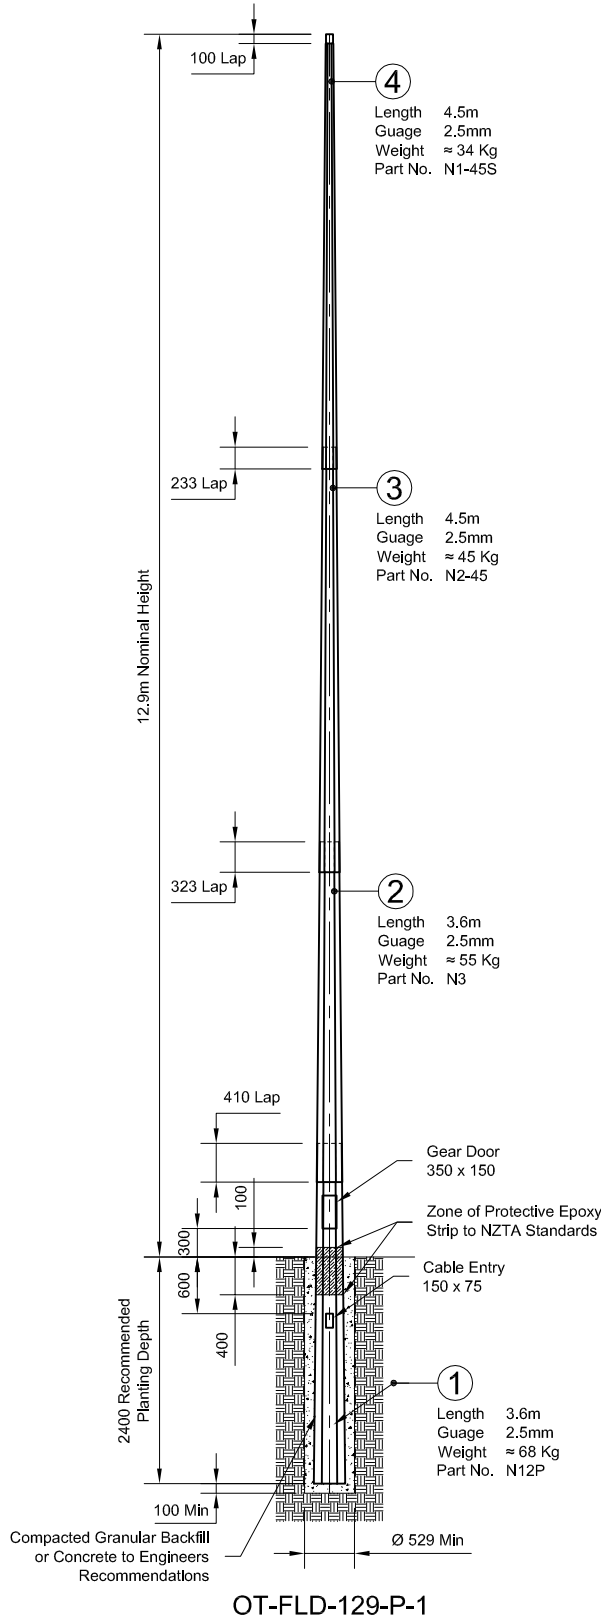 100 Lap
4
Length 4.5m
Guage 2.5mm
Weight ≈ 34 Kg
Part No. N1-45S
233 Lap
3
Length 4.5m
Guage 2.5mm
Weight ≈ 45 Kg
Part No. N2-45
12.9m Nominal Height
323 Lap
2
Length 3.6m
Guage 2.5mm
Weight ≈ 55 Kg
Part No. N3
410 Lap
Gear Door
350 x 150
100
Zone of Protective Epoxy
Strip to NZTA Standards
300
Cable Entry
150 x 75
600
400
2400 Recommended
Planting Depth
1
Length 3.6m
Guage 2.5mm
Weight ≈ 68 Kg
Part No. N12P
100 Min
Compacted Granular Backfill
or Concrete to Engineers
Recommendations
Ø 529 Min
OT-FLD-129-P-1